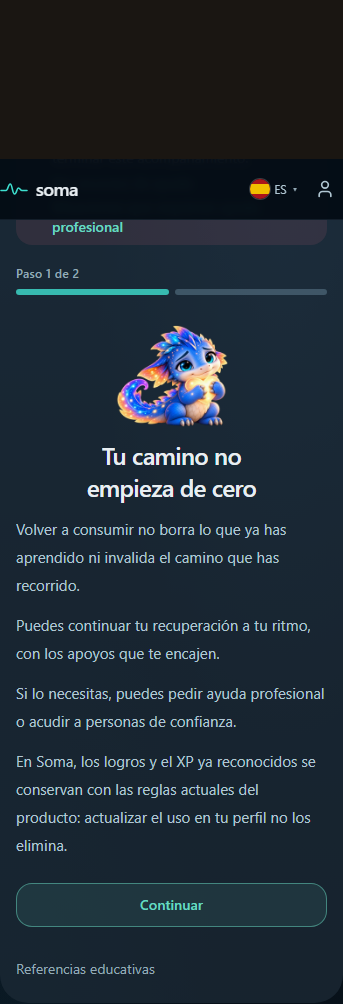 soma
ES
profesional
Paso 1 de 2
Tu camino no
empieza de cero
Volver a consumir no borra lo que ya has
aprendido ni invalida el camino que has
recorrido.
Puedes continuar tu recuperación a tu ritmo,
con los apoyos que te encajen.
Si lo necesitas, puedes pedir ayuda profesional
o acudir a personas de confianza.
En Soma, los logros y el XP ya reconocidos se
conservan con las reglas actuales del
producto: actualizar el uso en tu perfil no los
elimina.
Continuar
Referencias educativas